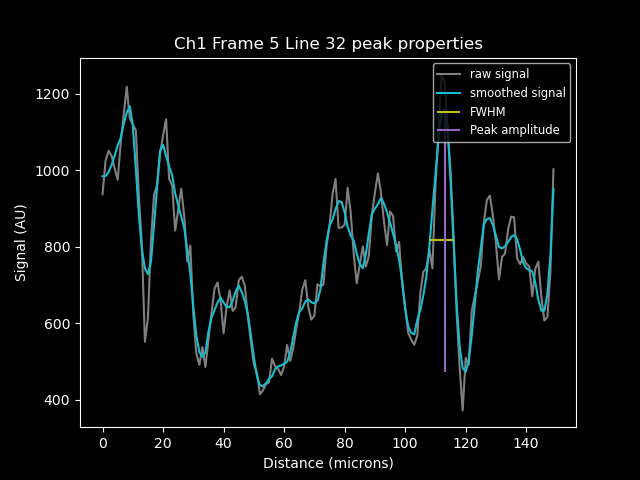 Ch1 Frame 5 Line 32 peak properties
raw signal
smoothed signal
FWHM
Peak amplitude
Signal (AU)
1200
1000
800
600
400
0 20 40 60 80 100 120 140
Distance (microns)